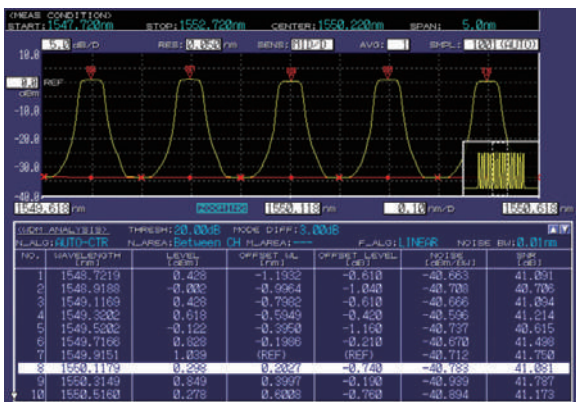 <MEAS CONDITION>
START: 1547.720nm STOP: 1552.720nm CENTER: 1550.220nm SPAN: 5.0nm
5.0 dB/D RES: 0.050 nm SENS: MID/D AVG: 1 SMPL: 1001 (AUTO)
10.0
0.0 REF
dBm
-10.0
-20.0
-30.0
-40.0
1549.618 nm 1550.118 nm 0.10 nm/D 1550.618 nm
<WDM ANALYSIS> THRESH: 20.00dB MODE DIFF: 3.00dB
N_ALGO: AUTO-CTR N_AREA: Between CH M_AREA: --- F_ALGO: LINEAR NOISE BW: 0.01nm
NO. WAVELENGTH LEVEL OFFSET WL OFFSET LEVEL NOISE SNR
[nm] [dBm] [nm] [dB] [dBm/BW] [dB]
1 1548.7219 0.428 -1.1932 -0.610 -40.663 41.091
2 1548.9188 -0.002 -0.9964 -1.040 -40.708 40.706
3 1549.1169 0.428 -0.7982 -0.610 -40.666 41.094
4 1549.3202 0.618 -0.5949 -0.420 -40.596 41.214
5 1549.5202 -0.122 -0.3950 -1.160 -40.737 40.615
6 1549.7166 0.828 -0.1986 -0.210 -40.670 41.498
7 1549.9151 1.039 (REF) (REF) -40.712 41.750
8 1550.1179 0.298 0.2027 -0.740 -40.783 41.081
9 1550.3149 0.849 0.3997 -0.190 -40.939 41.787
10 1550.5160 0.278 0.6008 -0.760 -40.894 41.173